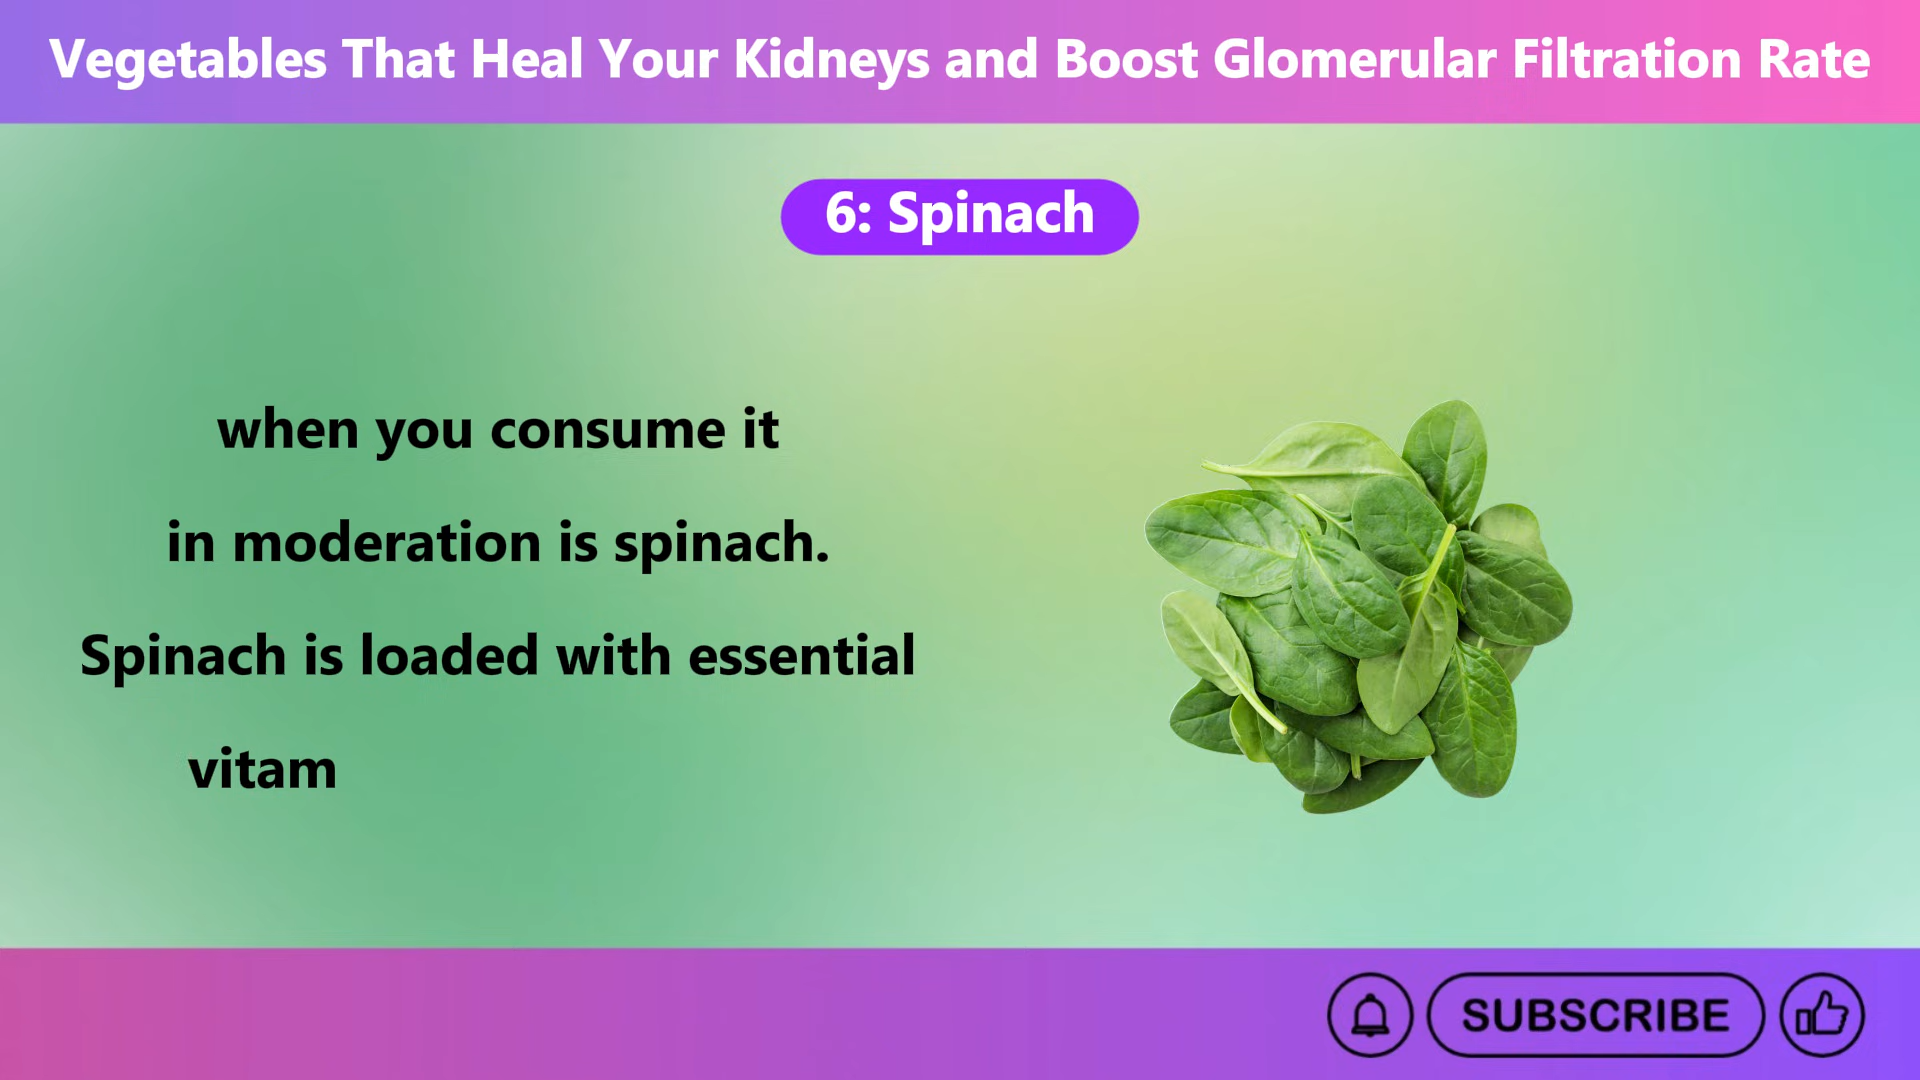 Vegetables That Heal Your Kidneys and Boost Glomerular Filtration Rate
6: Spinach
when you consume it
in moderation is spinach.
Spinach is loaded with essential
vitam
SUBSCRIBE